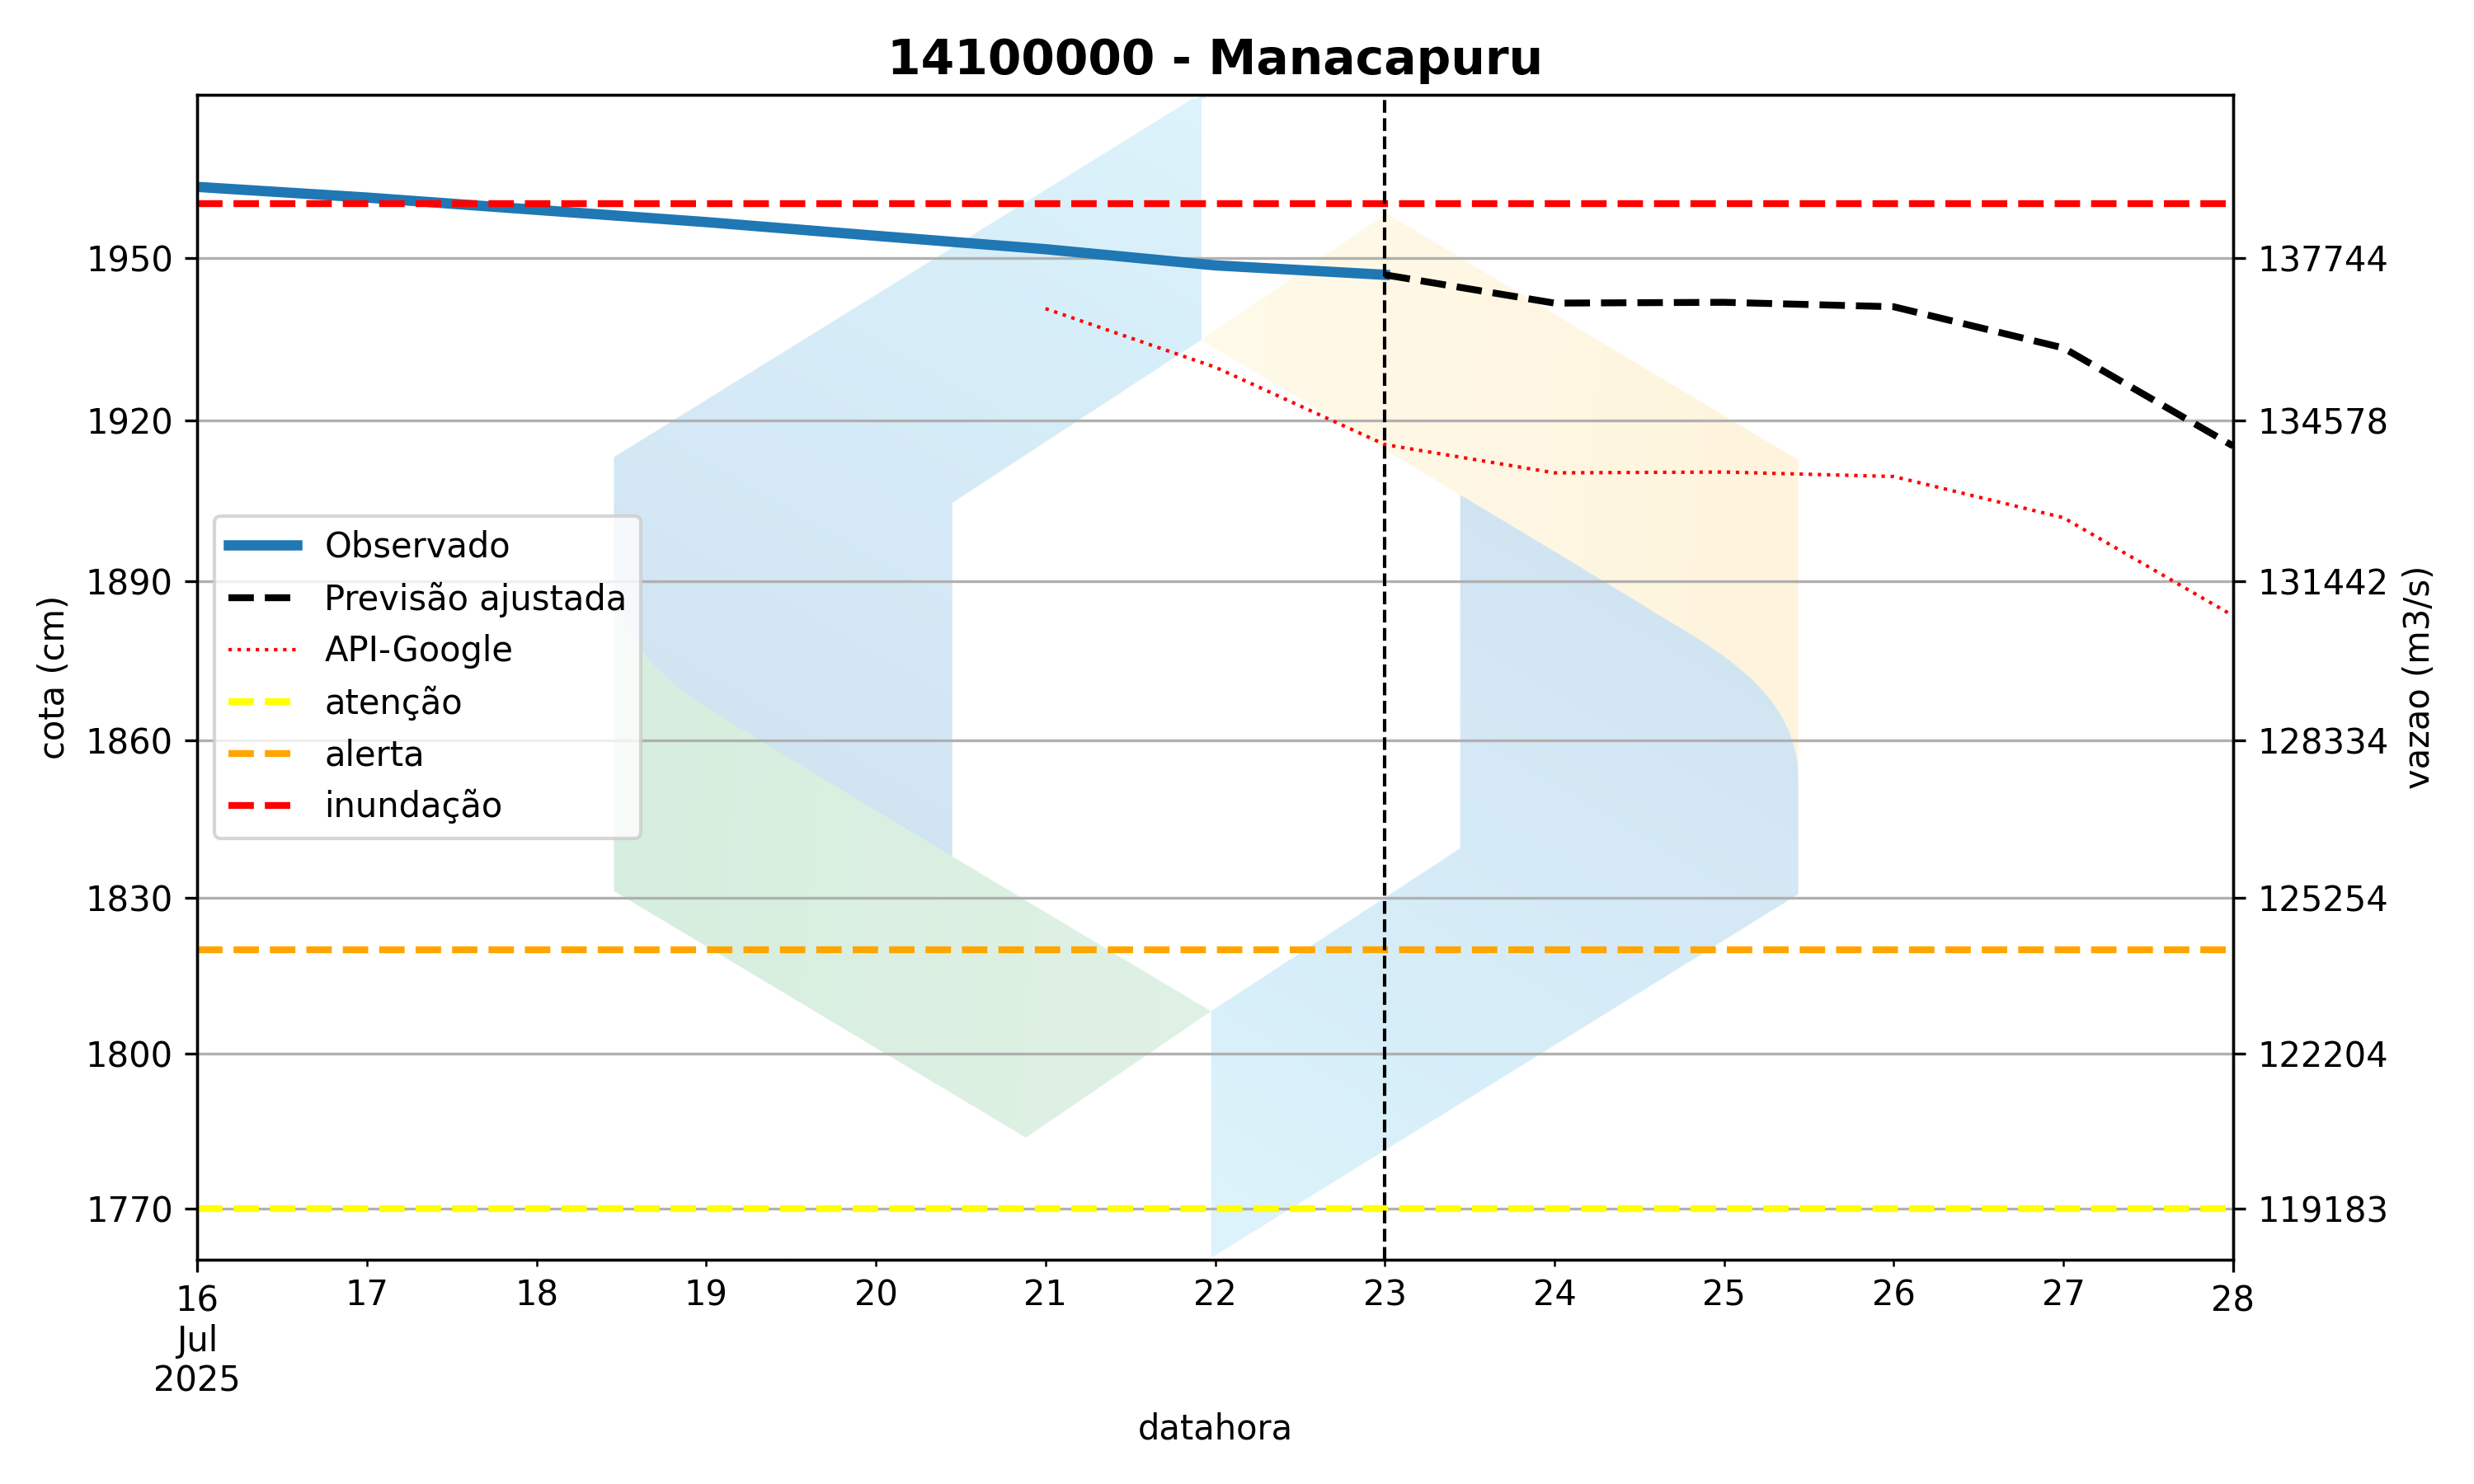 14100000 - Manacapuru
cota (cm)
1950
1920
1890
1860
1830
1800
1770
Observado
Previsão ajustada
API-Google
atenção
alerta
inundação
137744
134578
131442
128334
125254
122204
119183
vazao (m3/s)
16 17 18 19 20 21 22 23 24 25 26 27 28
Jul
2025
datahora